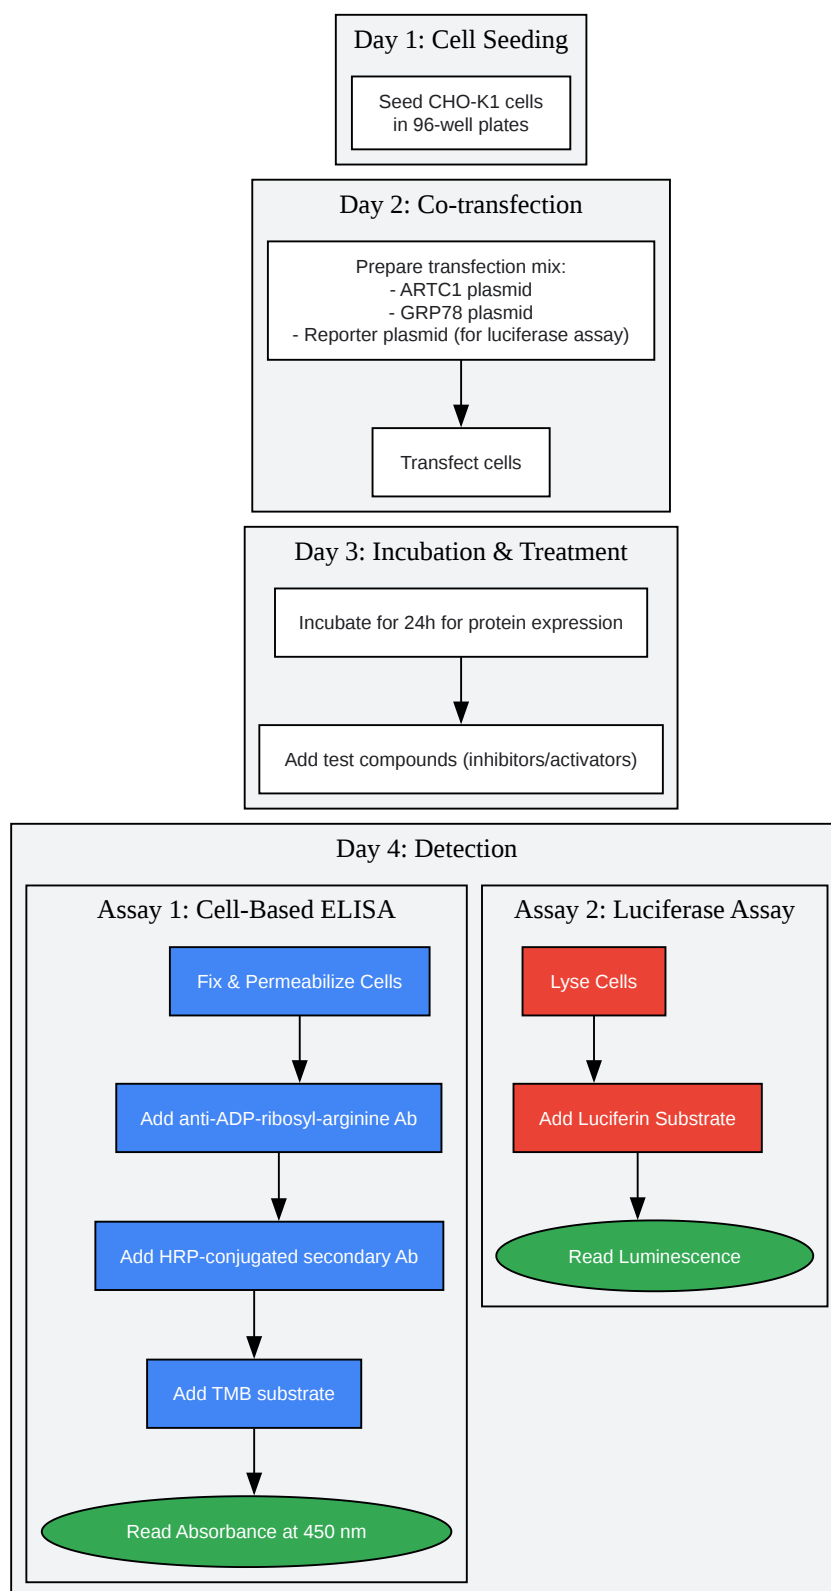 Day 1: Cell Seeding
Seed CHO-K1 cells
in 96-well plates
Day 2: Co-transfection
Prepare transfection mix:
- ARTC1 plasmid
- GRP78 plasmid
- Reporter plasmid (for luciferase assay)
Transfect cells
Day 3: Incubation & Treatment
Incubate for 24h for protein expression
Add test compounds (inhibitors/activators)
Day 4: Detection
Assay 1: Cell-Based ELISA
Fix & Permeabilize Cells
Add anti-ADP-ribosyl-arginine Ab
Add HRP-conjugated secondary Ab
Add TMB substrate
Read Absorbance at 450 nm
Assay 2: Luciferase Assay
Lyse Cells
Add Luciferin Substrate
Read Luminescence